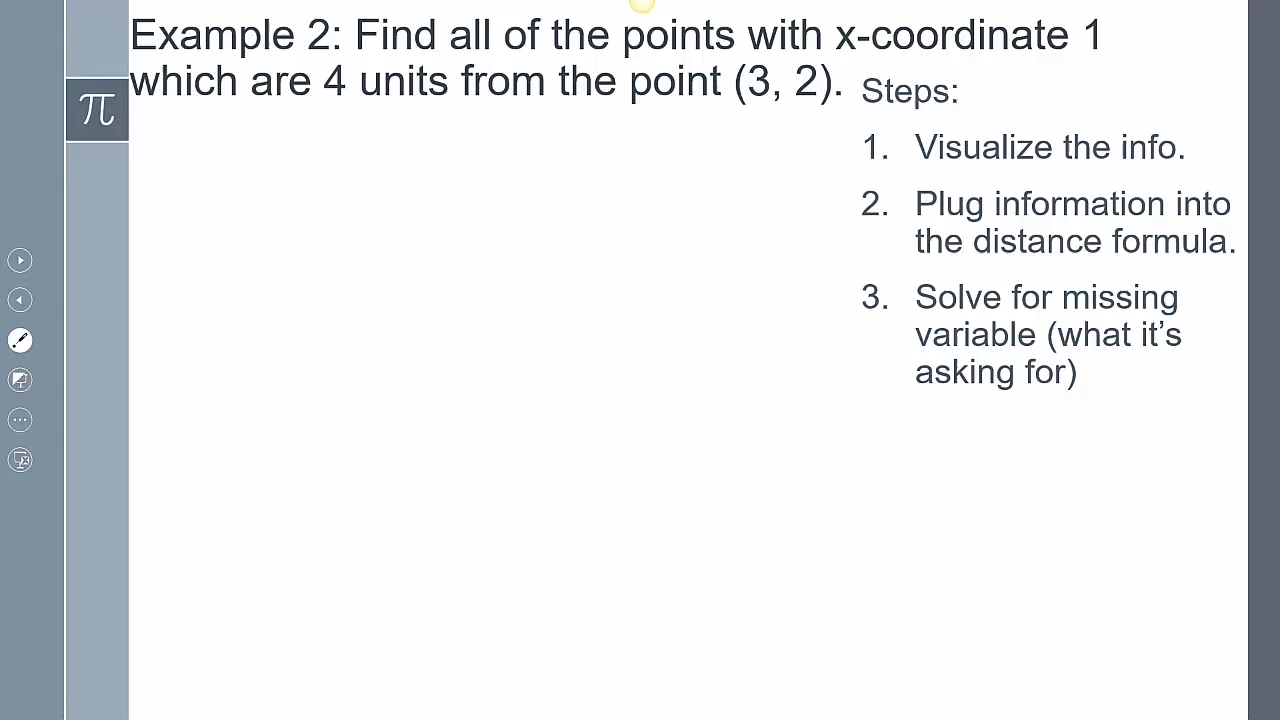 Example 2: Find all of the points with x-coordinate 1
which are 4 units from the point (3, 2).
Steps:
1. Visualize the info.
2. Plug information into
the distance formula.
3. Solve for missing
variable (what it’s
asking for)
π